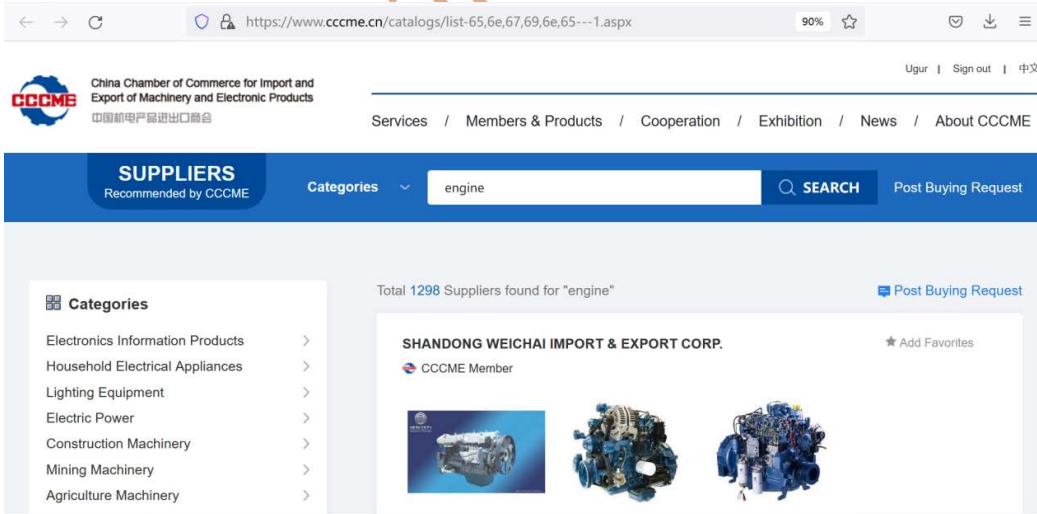 https://www.cccme.cn/catalogs/list-65,6e,67,69,6e,65---1.aspx
90%
Ugur | Sign out | 中文
CCCME
China Chamber of Commerce for Import and
Export of Machinery and Electronic Products
中国机电产品进出口商会
Services / Members & Products / Cooperation / Exhibition / News / About CCCME
SUPPLIERS
Recommended by CCCME
Categories
engine
SEARCH
Post Buying Request
Categories
Electronics Information Products
Household Electrical Appliances
Lighting Equipment
Electric Power
Construction Machinery
Mining Machinery
Agriculture Machinery
Total 1298 Suppliers found for "engine"
Post Buying Request
SHANDONG WEICHAI IMPORT & EXPORT CORP.
Add Favorites
CCCME Member